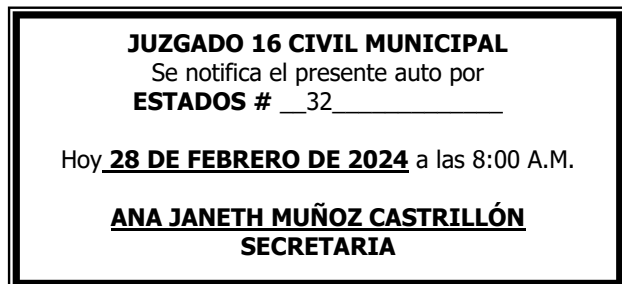 JUZGADO 16 CIVIL MUNICIPAL
Se notifica el presente auto por
ESTADOS # __32_____________
Hoy 28 DE FEBRERO DE 2024 a las 8:00 A.M.
ANA JANETH MUÑOZ CASTRILLÓN
SECRETARIA